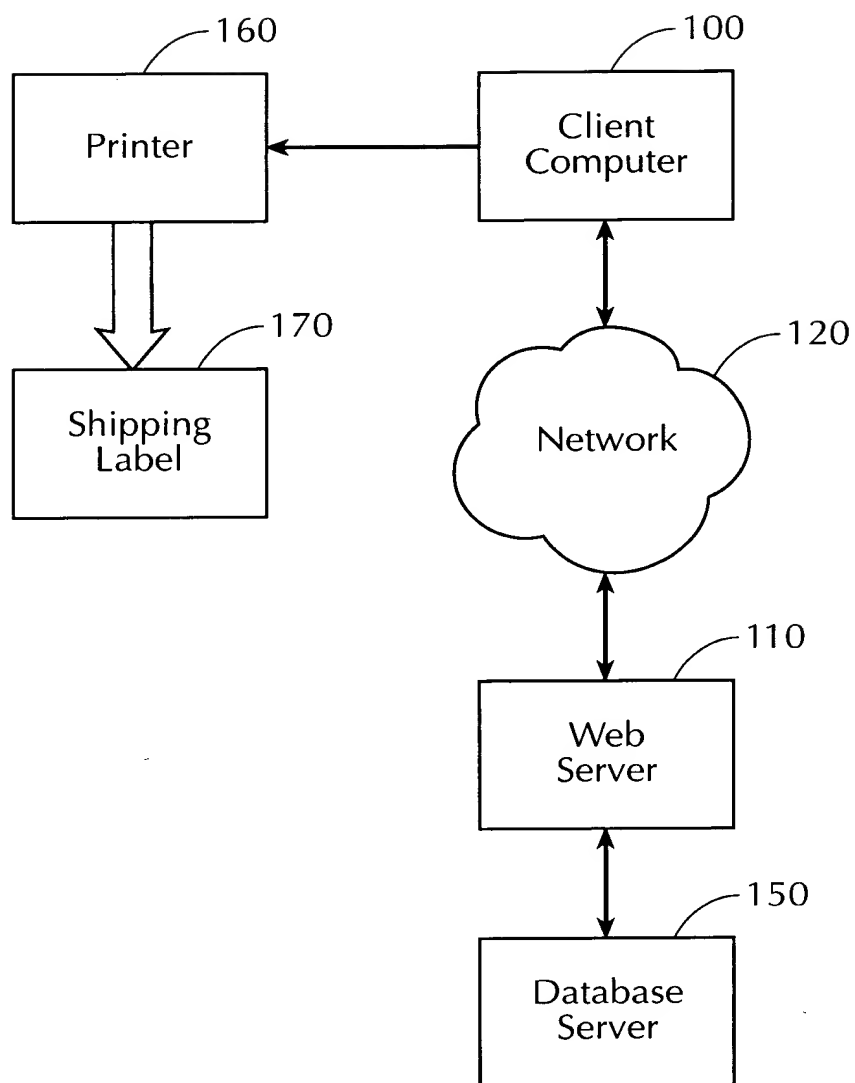 160
100
Printer
Client
Computer
170
120
Shipping
Label
Network
110
Web
Server
150
Database
Server